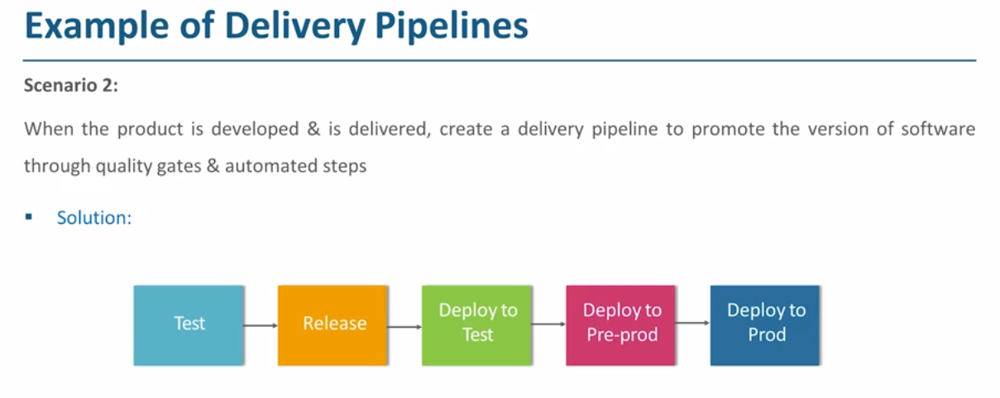 Example of Delivery Pipelines
Scenario 2:
When the product is developed & is delivered, create a delivery pipeline to promote the version of software
through quality gates & automated steps
▪ Solution:
Test
Release
Deploy to
Test
Deploy to
Pre-prod
Deploy to
Prod